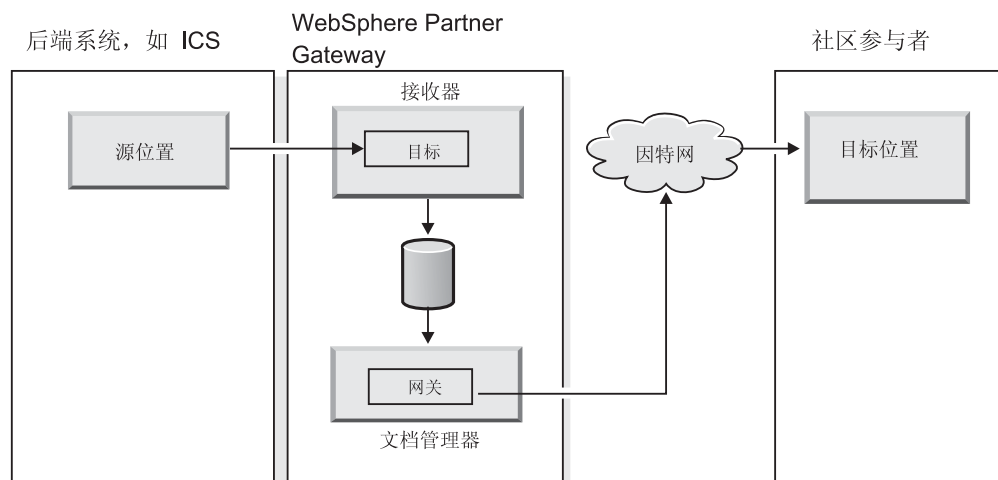 后端系统，如 ICS
WebSphere Partner
Gateway
社区参与者
接收器
源位置
目标
因特网
目标位置
网关
文档管理器